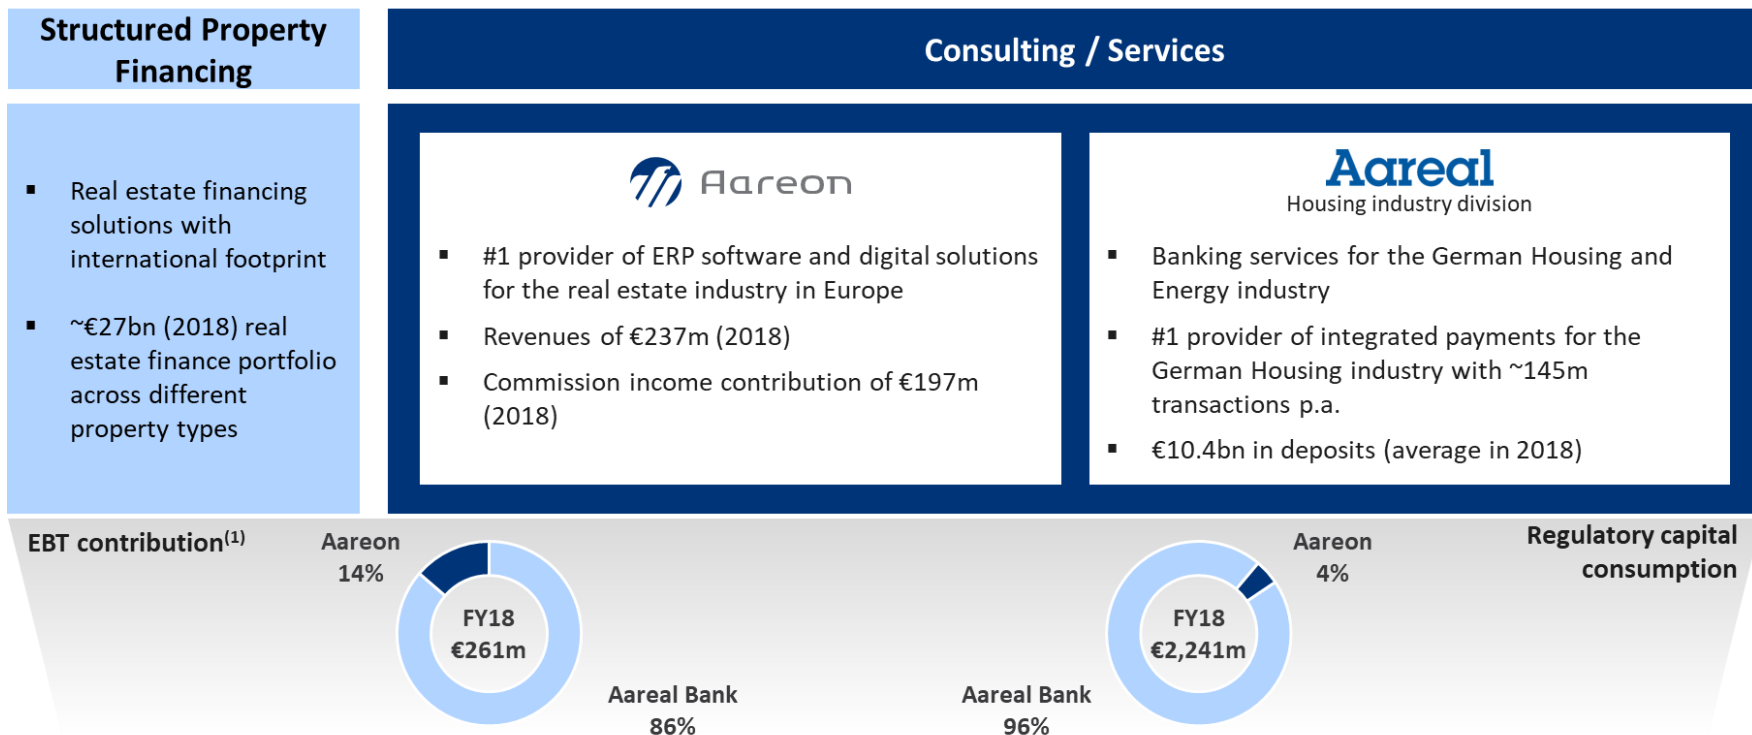 Structured Property
Financing
Consulting / Services
▪ Real estate financing
solutions with
international footprint
▪ ~€27bn (2018) real
estate finance portfolio
across different
property types
Aareon
▪ #1 provider of ERP software and digital solutions
for the real estate industry in Europe
▪ Revenues of €237m (2018)
▪ Commission income contribution of €197m
(2018)
Aareal
Housing industry division
▪ Banking services for the German Housing and
Energy industry
▪ #1 provider of integrated payments for the
German Housing industry with ~145m
transactions p.a.
▪ €10.4bn in deposits (average in 2018)
EBT contribution(1)
Aareon
14%
FY18
€261m
Aareal Bank
86%
Regulatory capital
consumption
Aareon
4%
FY18
€2,241m
Aareal Bank
96%